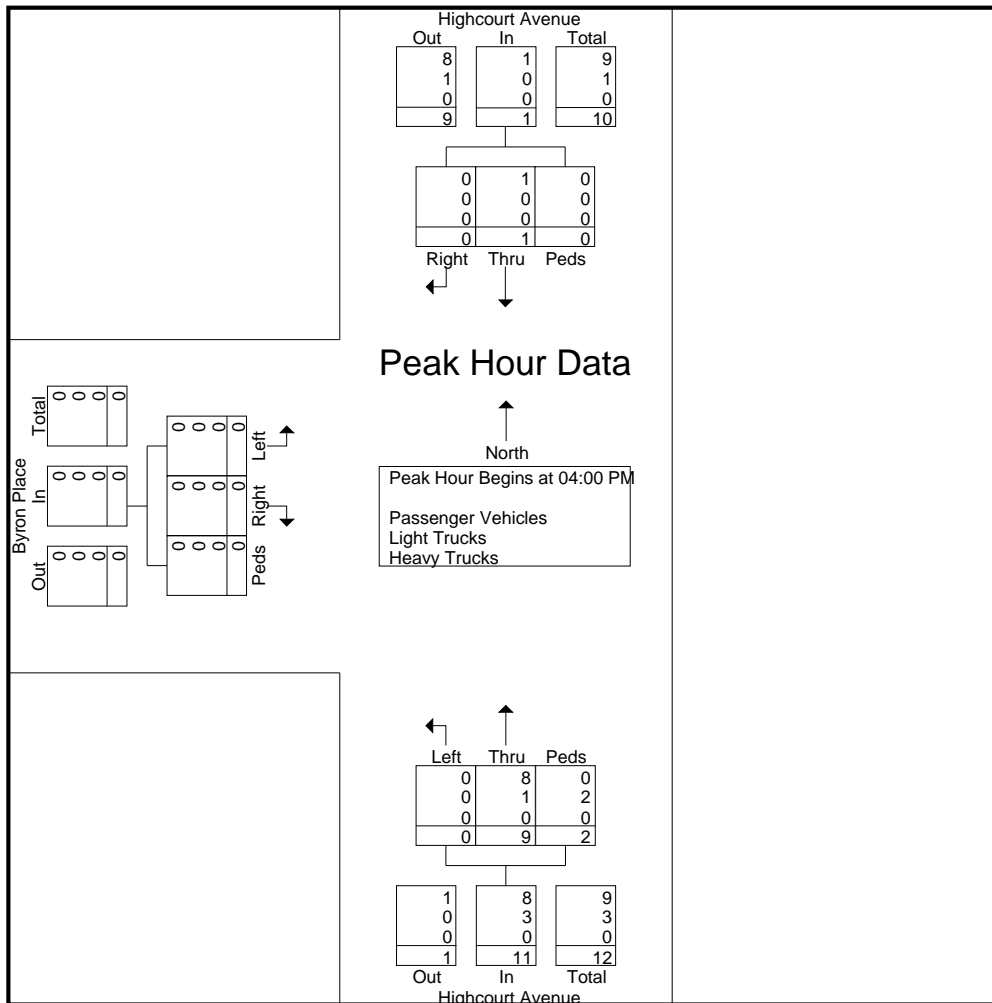 Highcourt Avenue
Out In Total
8 1 9
1 0 1
0 0 0
9 1 10
0 1 0
0 0 0
0 0 0
0 1 0
Right Thru Peds
Peak Hour Data
North
Peak Hour Begins at 04:00 PM
Passenger Vehicles
Light Trucks
Heavy Trucks
Byron Place
Out In Total
0 0 0
0 0 0
0 0 0
0 0 0
Peds Right Left
0 0 0
0 0 0
0 0 0
0 0 0
Left Thru Peds
0 8 0
0 1 2
0 0 0
0 9 2
1 8 9
0 3 3
0 0 0
1 11 12
Out In Total
Highcourt Avenue